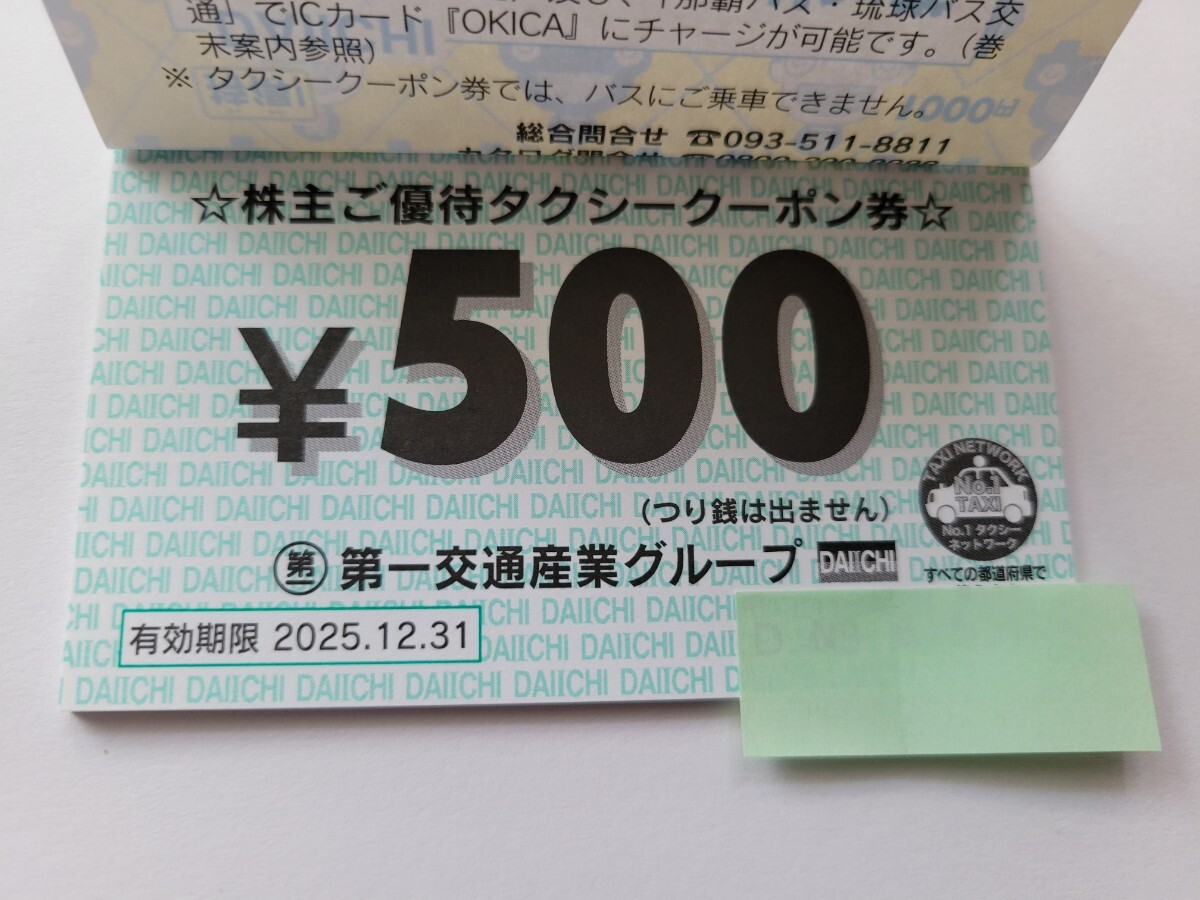 通」でICカード『OKICA』にチャージが可能です。(巻
末案内参照)
※ タクシークーポン券では、バスにご乗車できません。
1000円
総合問合せ ☎093-511-8811
☆株主ご優待タクシークーポン券☆
¥500
(つり銭は出ません)
㊎第一交通産業グループ DAIICHI
TAXI NETWORK
No.1
TAXI
No.1 タクシー
ネットワーク
すべての都道府県で
有効期限 2025.12.31